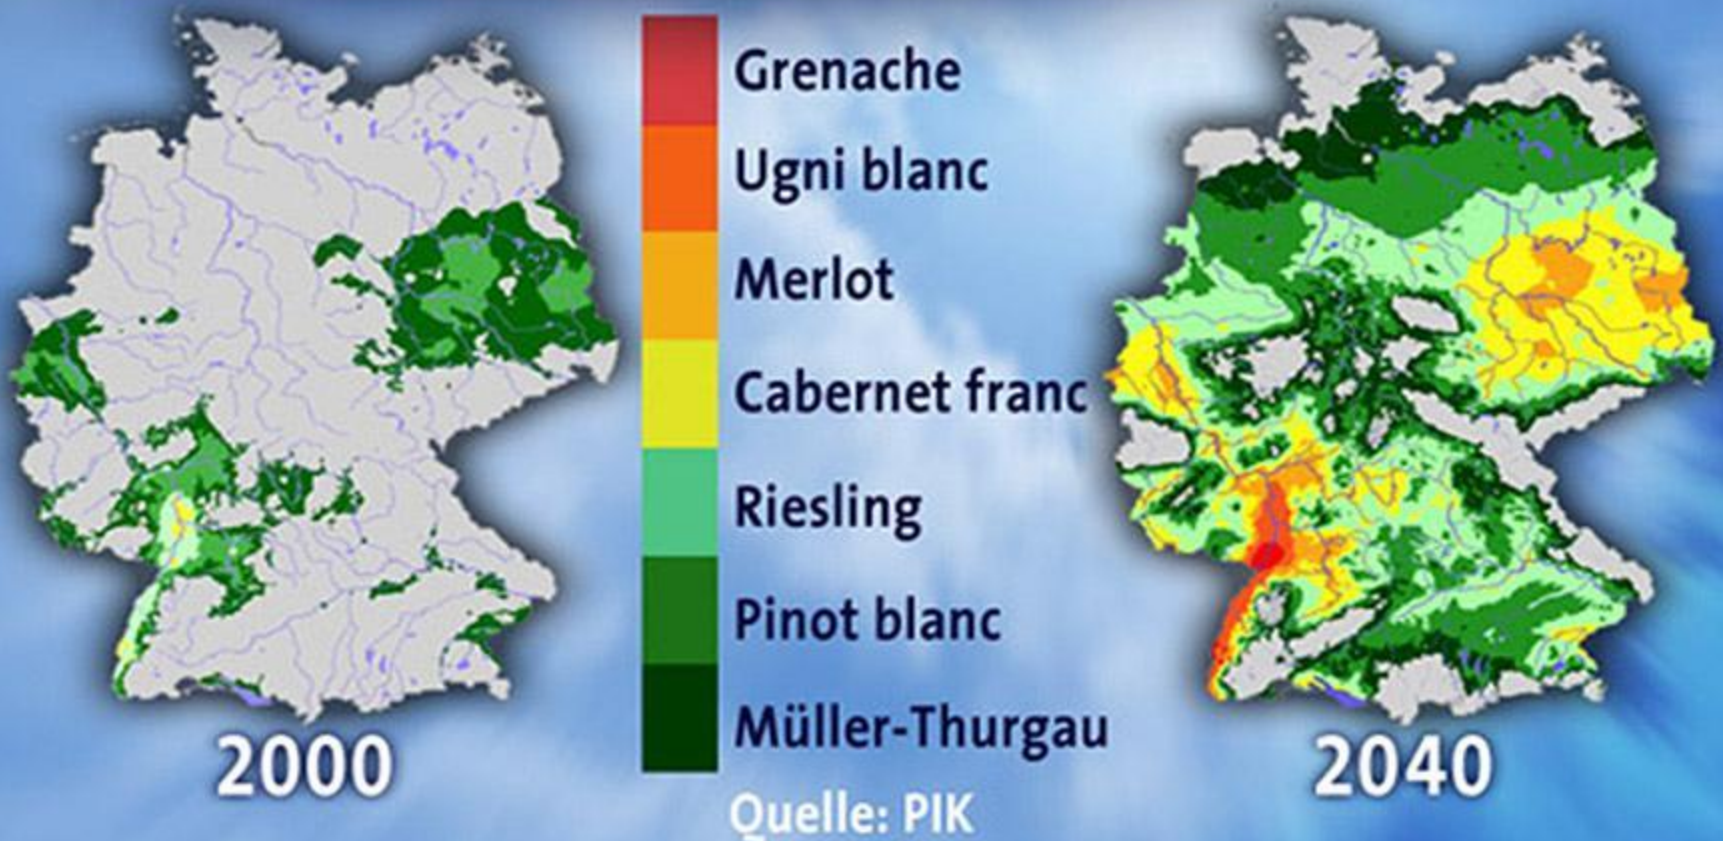 Grenache
Ugni blanc
Merlot
Cabernet franc
Riesling
Pinot blanc
Müller-Thurgau
2000
2040
Quelle: PIK